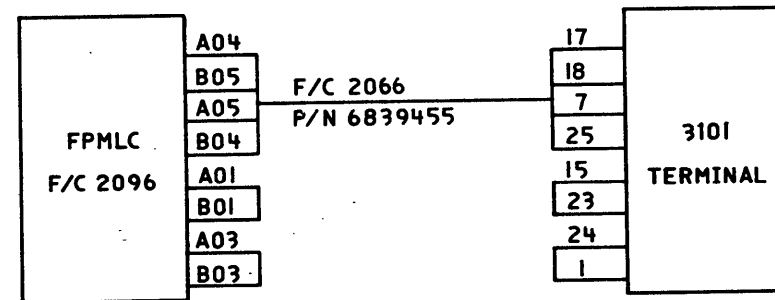 A04
B05
A05
B04
A01
B01
A03
B03
FPMLC
F/C 2096
F/C 2066
P/N 6839455
17
18
7
25
15
23
24
1
3101
TERMINAL